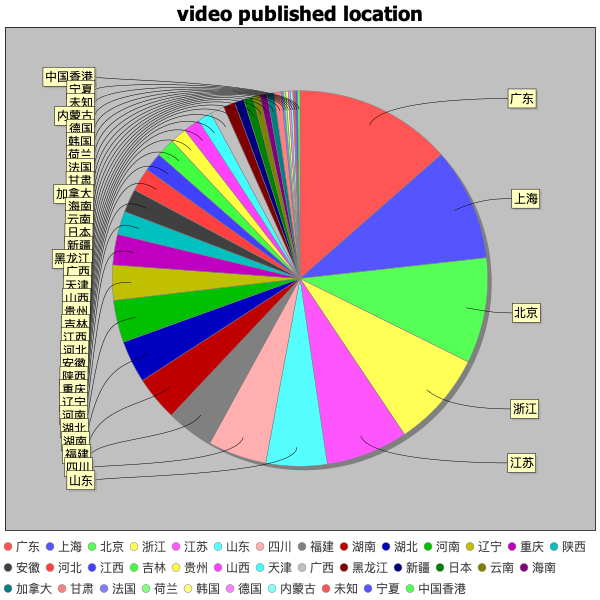 video published location
中国香港
宁夏
未知
内蒙古
德国
韩国
荷兰
法国
甘肃
加拿大
海南
云南
日本
新疆
黑龙江
广西
天津
山西
贵州
吉林
江西
河北
安徽
陕西
重庆
辽宁
河南
湖北
湖南
福建
四川
山东
广东
上海
北京
浙江
江苏
广东 上海 北京 浙江 江苏 山东 四川 福建 湖南 湖北 河南 辽宁 重庆 陕西
安徽 河北 江西 吉林 贵州 山西 天津 广西 黑龙江 新疆 日本 云南 海南
加拿大 甘肃 法国 荷兰 韩国 德国 内蒙古 未知 宁夏 中国香港